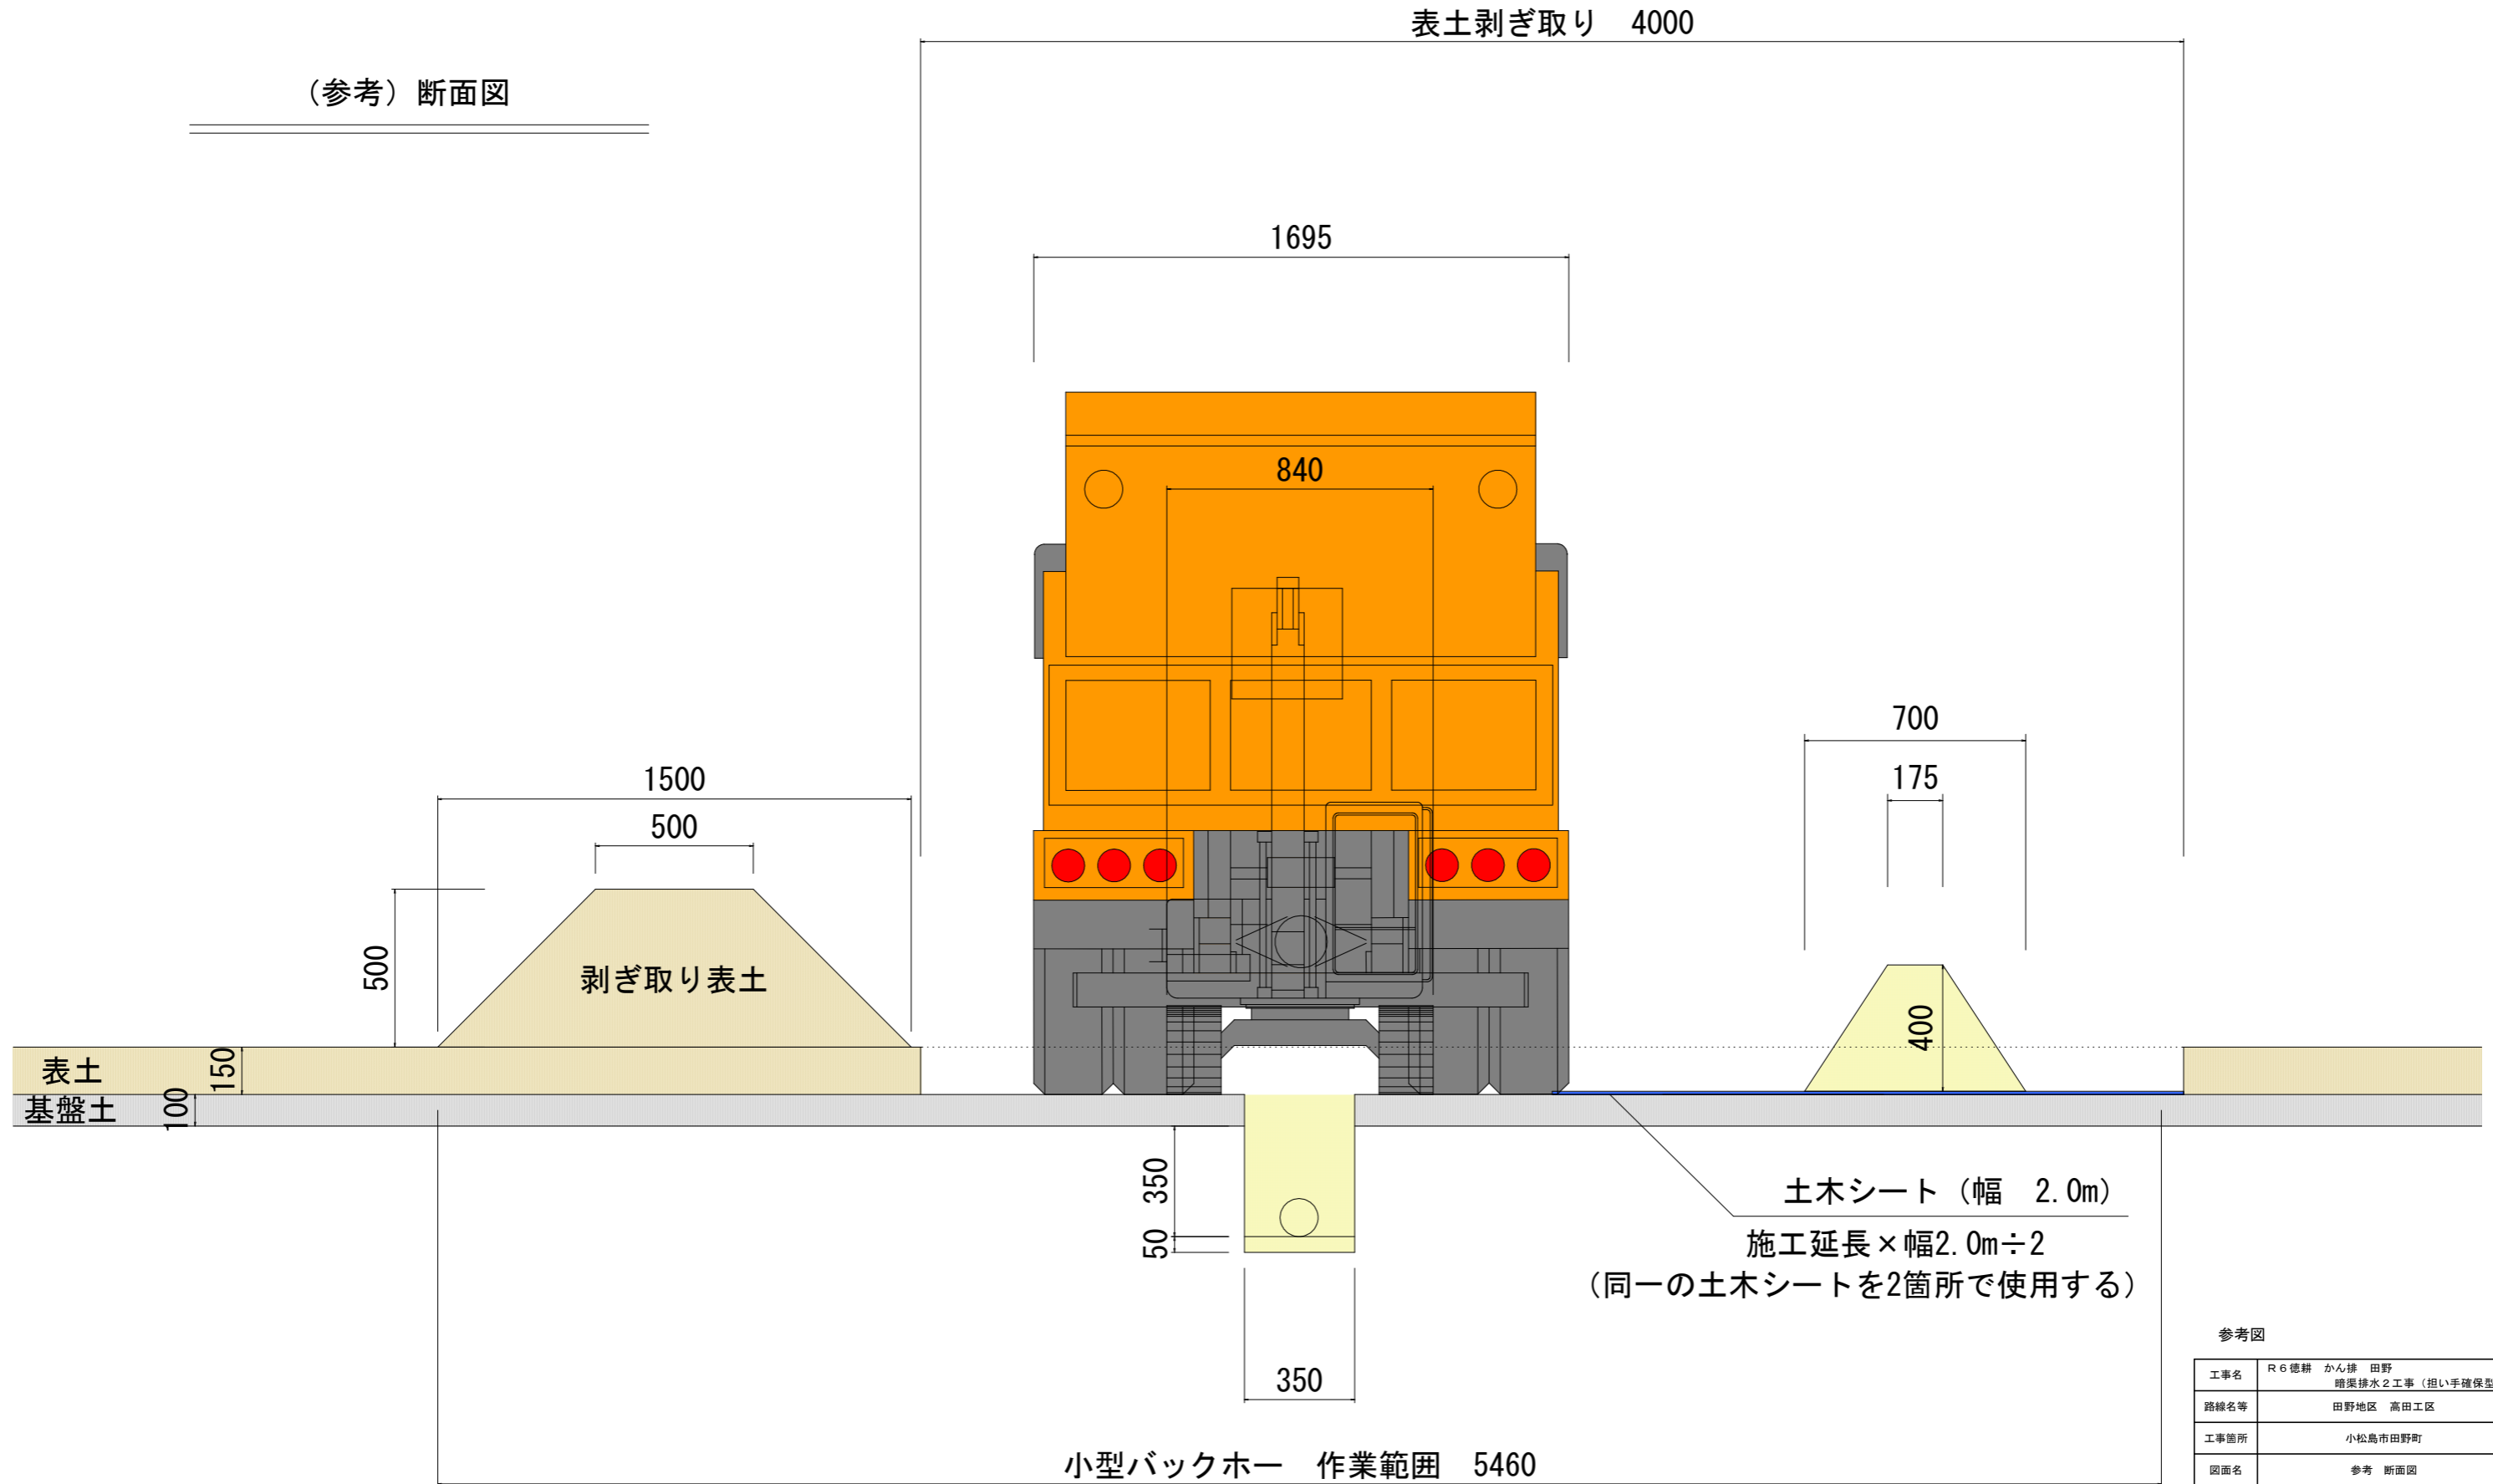 表土剥ぎ取り　4000
（参考）断面図
1695
840
700
175
1500
500
500
剥ぎ取り表土
400
表土
150
基盤土
100
350
50
土木シート（幅　2.0m）
施工延長×幅2.0m÷2
（同一の土木シートを2箇所で使用する）
350
小型バックホー　作業範囲　5460
参考図
工事名　Ｒ６徳耕　かん排　田野
暗渠排水２工事（担い手確保型
路線名等　田野地区　高田工区
工事箇所　小松島市田野町
図面名　参考　断面図